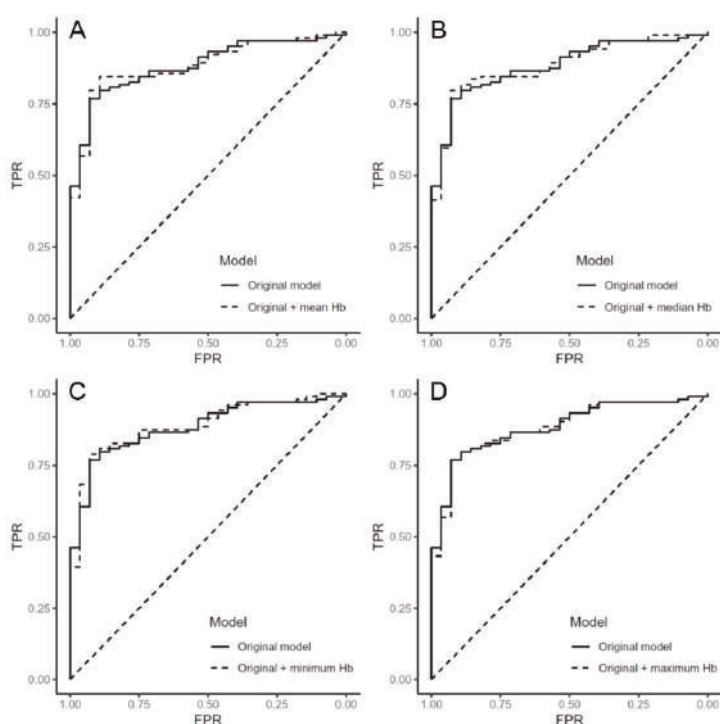 A
1.00
0.75
0.50
0.25
0.00
TPR
Model
Original model
Original + mean Hb
1.00 0.75 0.50 0.25 0.00
FPR
B
1.00
0.75
0.50
0.25
0.00
TPR
Model
Original model
Original + median Hb
1.00 0.75 0.50 0.25 0.00
FPR
C
1.00
0.75
0.50
0.25
0.00
TPR
Model
Original model
Original + minimum Hb
1.00 0.75 0.50 0.25 0.00
FPR
D
1.00
0.75
0.50
0.25
0.00
TPR
Model
Original model
Original + maximum Hb
1.00 0.75 0.50 0.25 0.00
FPR